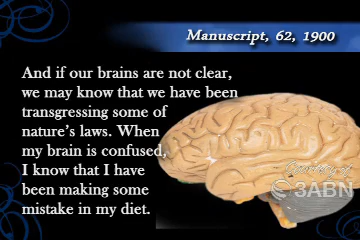 Manuscript, 62, 1900
And if our brains are not clear,
we may know that we have been
transgressing some of
nature's laws. When
my brain is confused,
I know that I have
been making some
mistake in my diet.
Courtesy of
3ABN